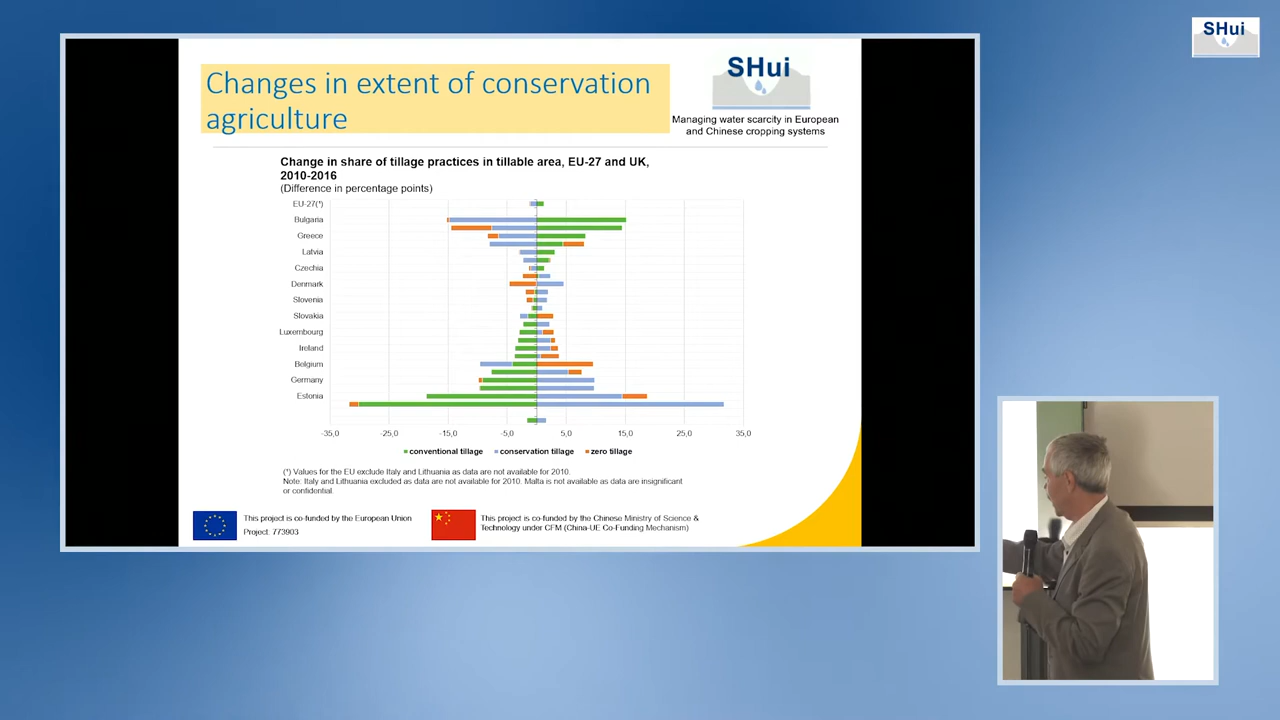 SHui
Changes in extent of conservation
agriculture
SHui
Managing water scarcity in European
and Chinese cropping systems
Change in share of tillage practices in tillable area, EU-27 and UK,
2010-2016
(Difference in percentage points)
EU-27(*)
Bulgaria
Greece
Latvia
Czechia
Denmark
Slovenia
Slovakia
Luxembourg
Ireland
Belgium
Germany
Estonia
-35,0 -25,0 -15,0 -5,0 5,0 15,0 25,0 35,0
conventional tillage conservation tillage zero tillage
(*) Values for the EU exclude Italy and Lithuania as data are not available for 2010.
Note: Italy and Lithuania excluded as data are not available for 2010. Malta is not available as data are insignificant
or confidential.
This project is co-funded by the European Union
Project: 773903
This project is co-funded by the Chinese Ministry of Science &
Technology under CFM (China-UE Co-Funding Mechanism)